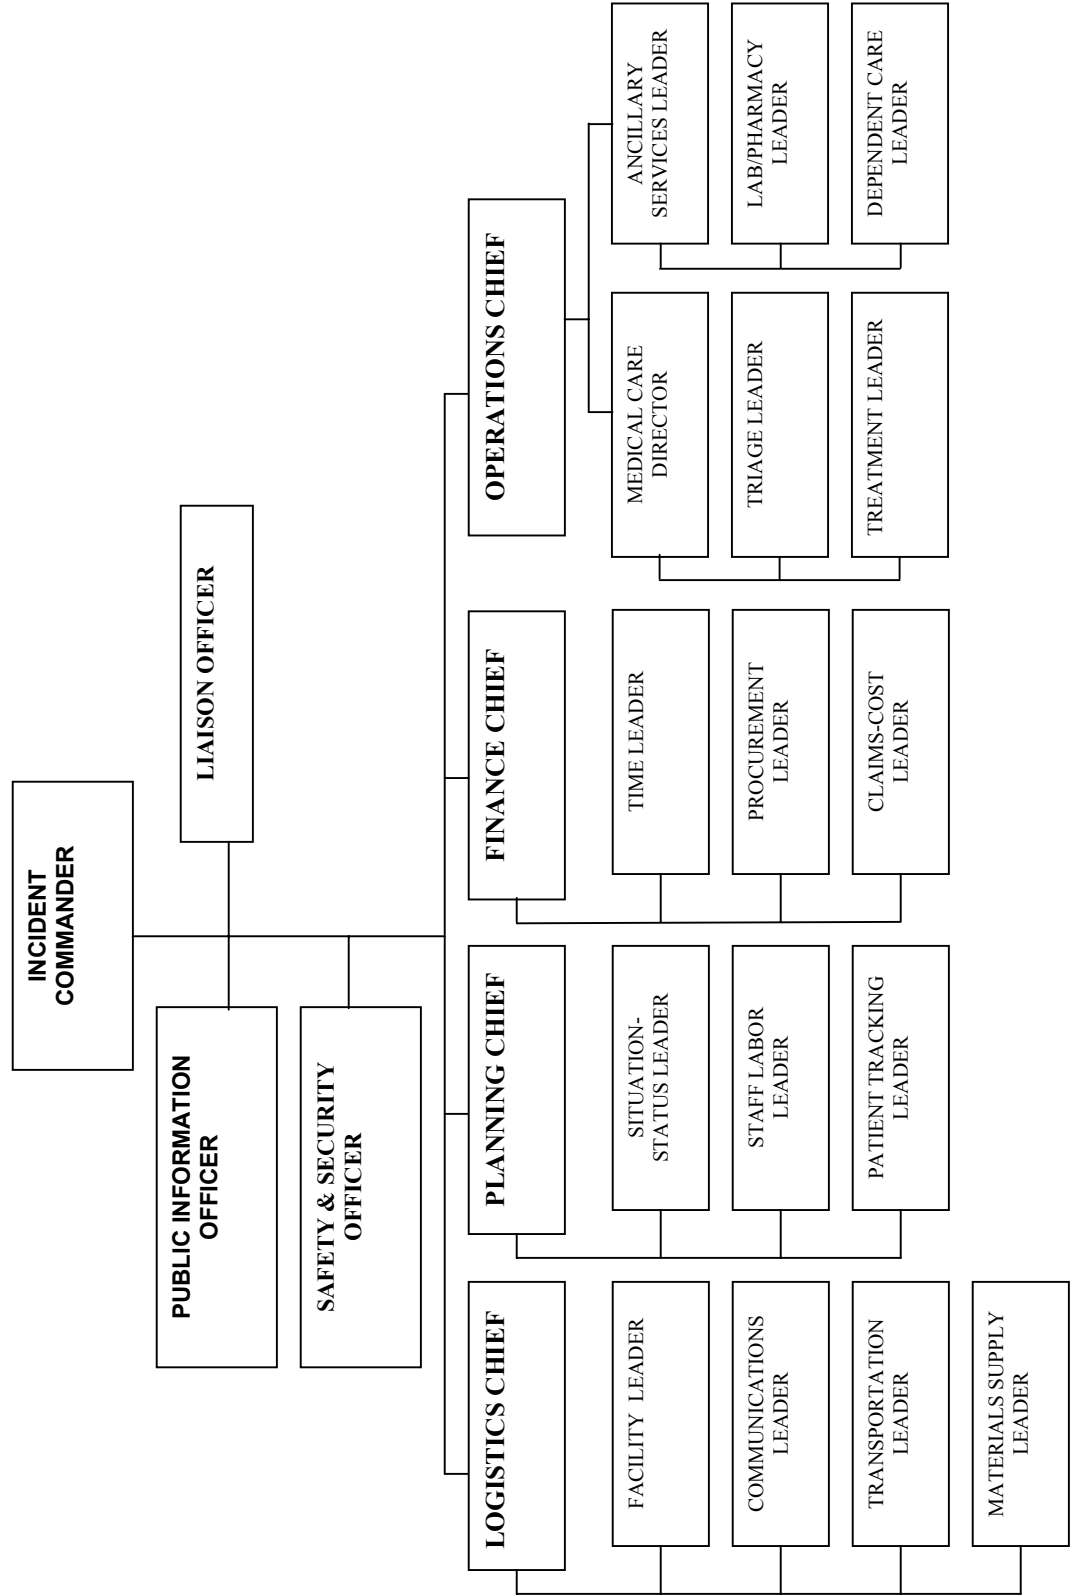 INCIDENT
COMMANDER
LIAISON OFFICER
PUBLIC INFORMATION
OFFICER
SAFETY & SECURITY
OFFICER
LOGISTICS CHIEF
FACILITY LEADER
COMMUNICATIONS
LEADER
TRANSPORTATION
LEADER
MATERIALS SUPPLY
LEADER
PLANNING CHIEF
SITUATION-
STATUS LEADER
STAFF LABOR
LEADER
PATIENT TRACKING
LEADER
FINANCE CHIEF
TIME LEADER
PROCUREMENT
LEADER
CLAIMS-COST
LEADER
OPERATIONS CHIEF
MEDICAL CARE
DIRECTOR
TRIAGE LEADER
TREATMENT LEADER
ANCILLARY
SERVICES LEADER
LAB/PHARMACY
LEADER
DEPENDENT CARE
LEADER